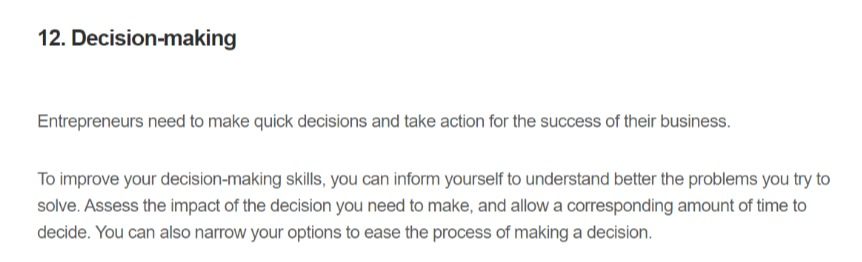 12. Decision-making
Entrepreneurs need to make quick decisions and take action for the success of their business.
To improve your decision-making skills, you can inform yourself to understand better the problems you try to
solve. Assess the impact of the decision you need to make, and allow a corresponding amount of time to
decide. You can also narrow your options to ease the process of making a decision.